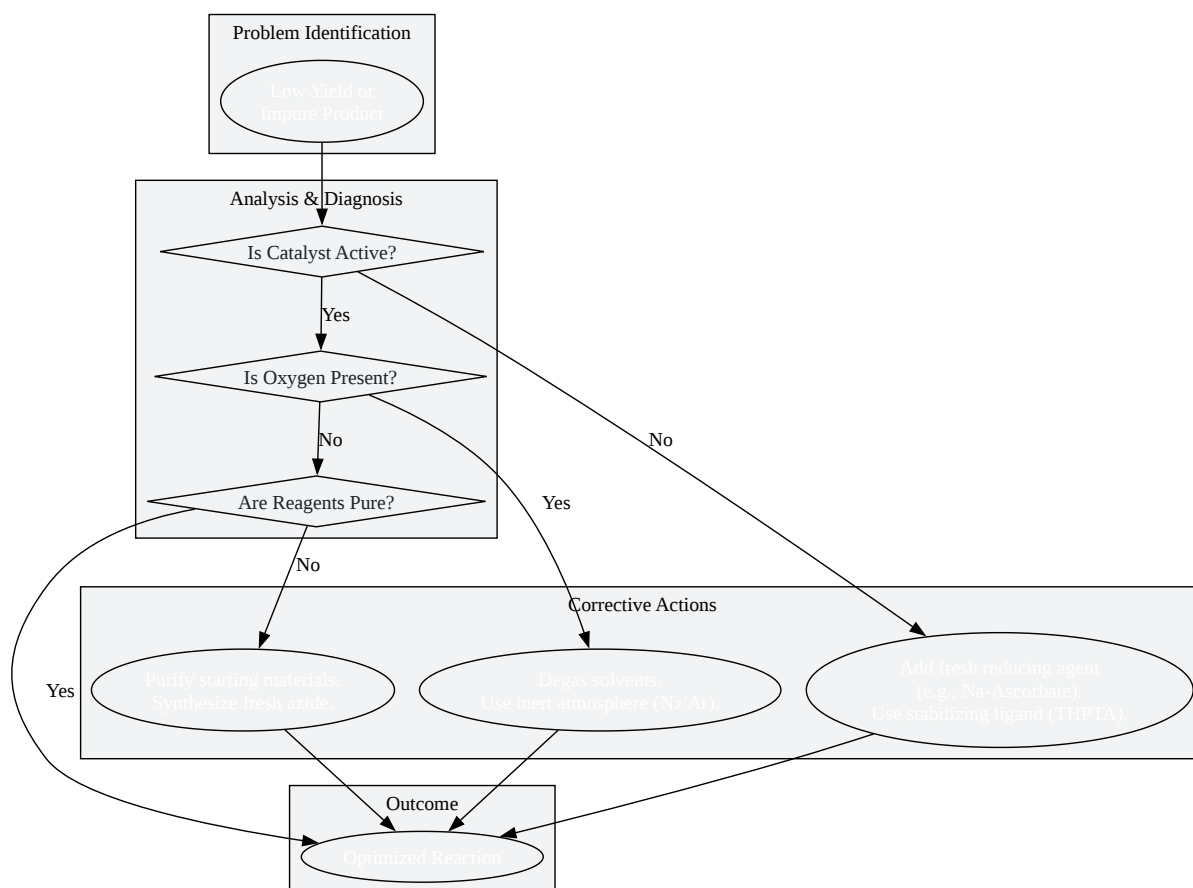 Problem Identification
Low Yield or
Impure Product
Analysis & Diagnosis
Is Catalyst Active?
Yes
Is Oxygen Present?
No
No
Are Reagents Pure?
Yes
No
Corrective Actions
Yes
Purify starting materials.
Synthesize fresh azide.
Degas solvents.
Use inert atmosphere (N₂/Ar).
Add fresh reducing agent
(e.g., Na-Ascorbate).
Use stabilizing ligand (THPTA).
Outcome
Optimized Reaction